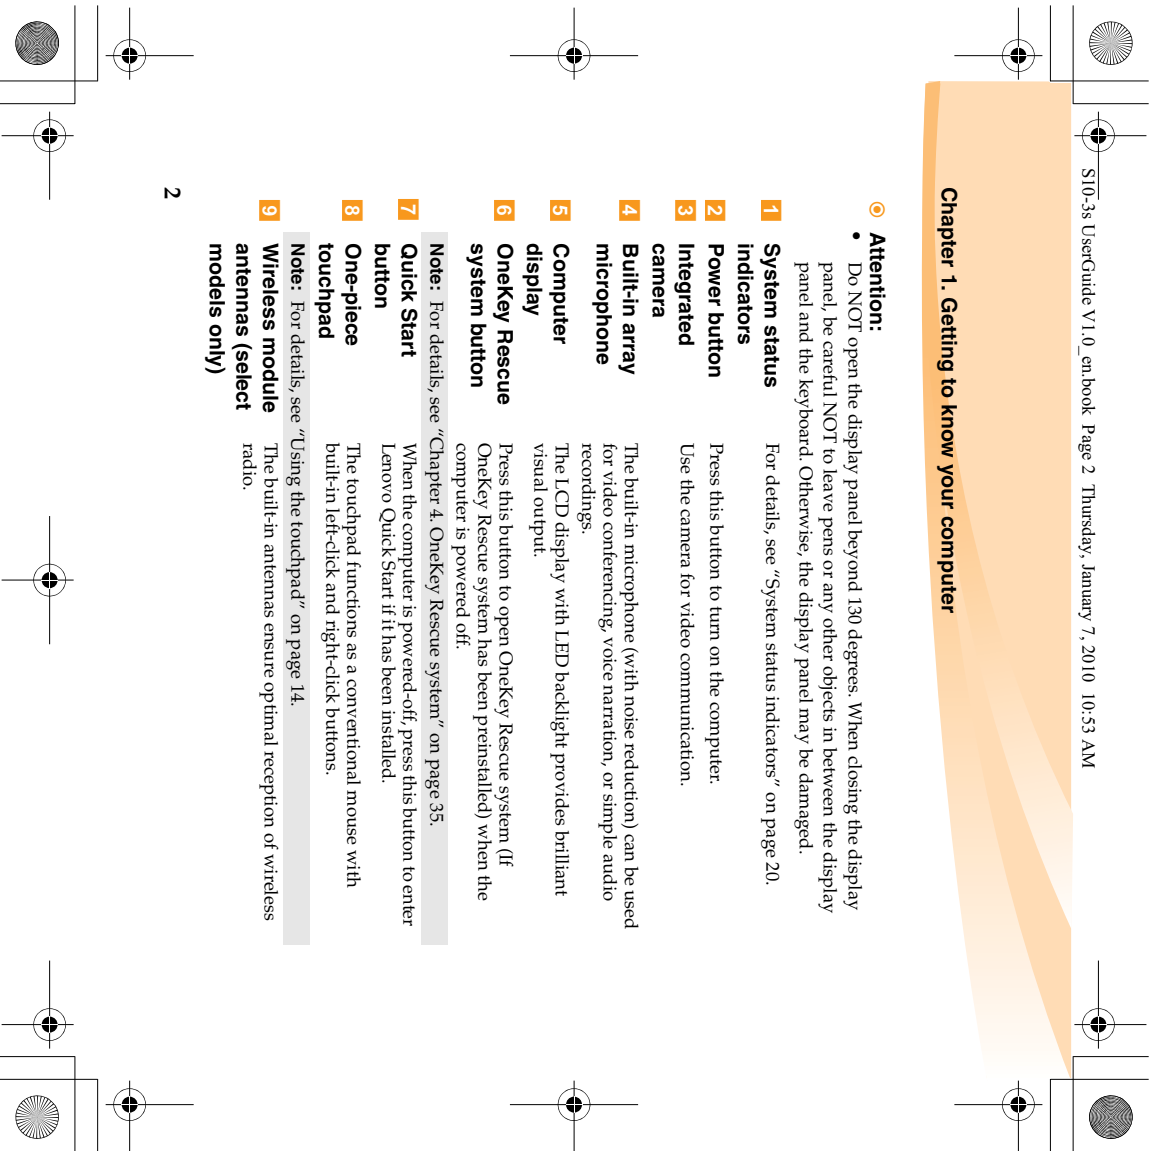 S10-3s UserGuide V1.0_en.book  Page 2  Thursday, January 7, 2010  10:53 AM
Chapter 1. Getting to know your computer
Attention:
• Do NOT open the display panel beyond 130 degrees. When closing the display
panel, be careful NOT to leave pens or any other objects in between the display
panel and the keyboard. Otherwise, the display panel may be damaged.
1 System status For details, see “System status indicators” on page 20.
indicators
2 Power button Press this button to turn on the computer.
3 Integrated Use the camera for video communication.
camera
4 Built-in array The built-in microphone (with noise reduction) can be used
microphone for video conferencing, voice narration, or simple audio
recordings.
5 Computer The LCD display with LED backlight provides brilliant
display visual output.
6 OneKey Rescue Press this button to open OneKey Rescue system (If
system button OneKey Rescue system has been preinstalled) when the
computer is powered off.
Note: For details, see “Chapter 4. OneKey Rescue system” on page 35.
7 Quick Start When the computer is powered-off, press this button to enter
button Lenovo Quick Start if it has been installed.
8 One-piece The touchpad functions as a conventional mouse with
touchpad built-in left-click and right-click buttons.
Note: For details, see “Using the touchpad” on page 14.
9 Wireless module The built-in antennas ensure optimal reception of wireless
antennas (select radio.
models only)
2